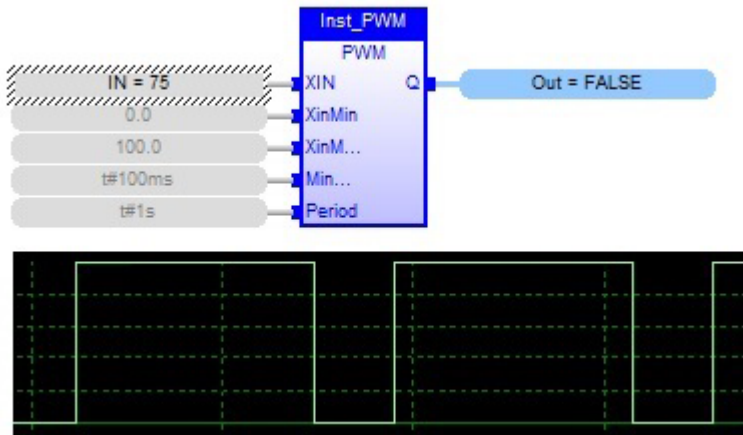 Inst_PWM
PWM
IN = 75 XIN Q Out = FALSE
0.0 XinMin
100.0 XinM...
t#100ms Min...
t#1s Period